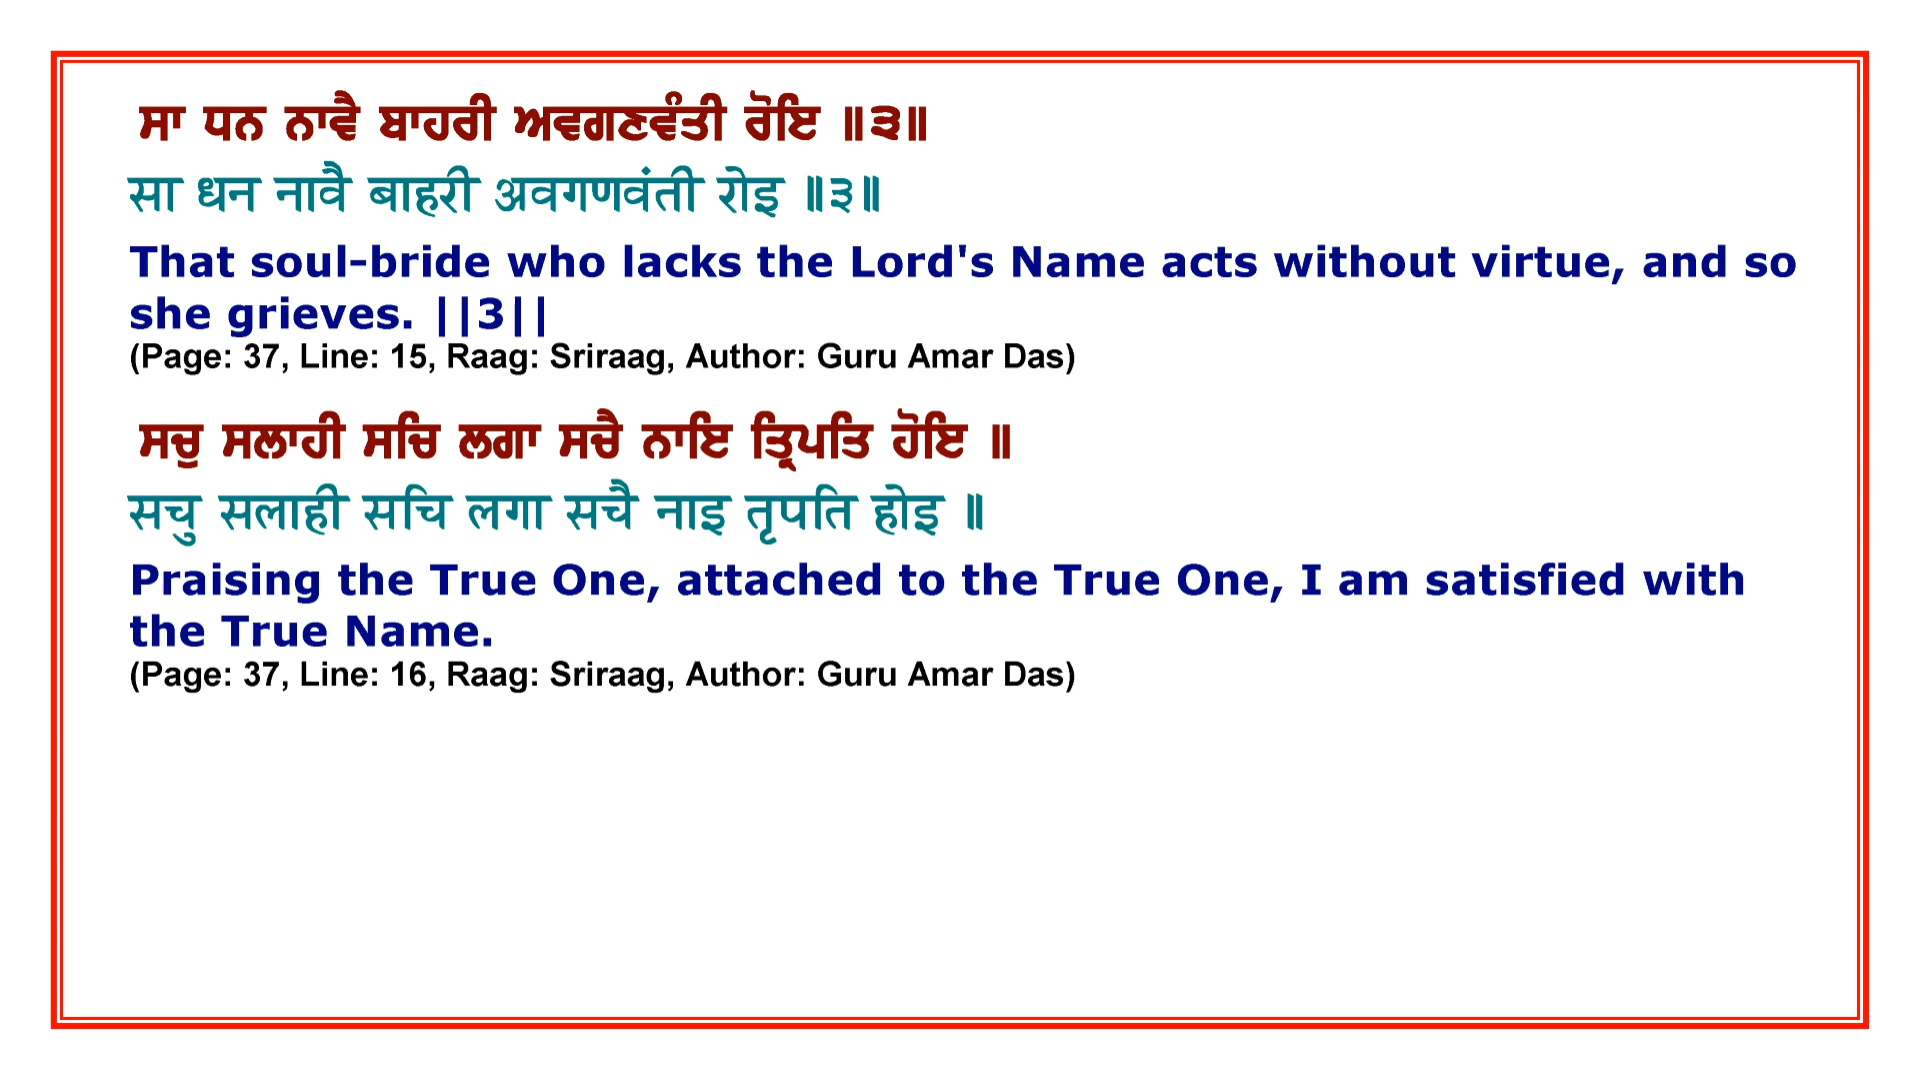 ਸਾ ਧਨ ਨਾਵੈ ਬਾਹਰੀ ਅਵਗਣਵੰਤੀ ਰੋਇ ॥੩॥
सा धन नावै बाहरी अवगणवंती रोइ ॥३॥
That soul-bride who lacks the Lord's Name acts without virtue, and so
she grieves. ||3||
(Page: 37, Line: 15, Raag: Sriraag, Author: Guru Amar Das)
ਸਚੁ ਸਲਾਹੀ ਸਚਿ ਲਗਾ ਸਚੈ ਨਾਇ ਤ੍ਰਿਪਤਿ ਹੋਇ ॥
सचु सलाही सचि लगा सचै नाइ तृपति होइ ॥
Praising the True One, attached to the True One, I am satisfied with
the True Name.
(Page: 37, Line: 16, Raag: Sriraag, Author: Guru Amar Das)